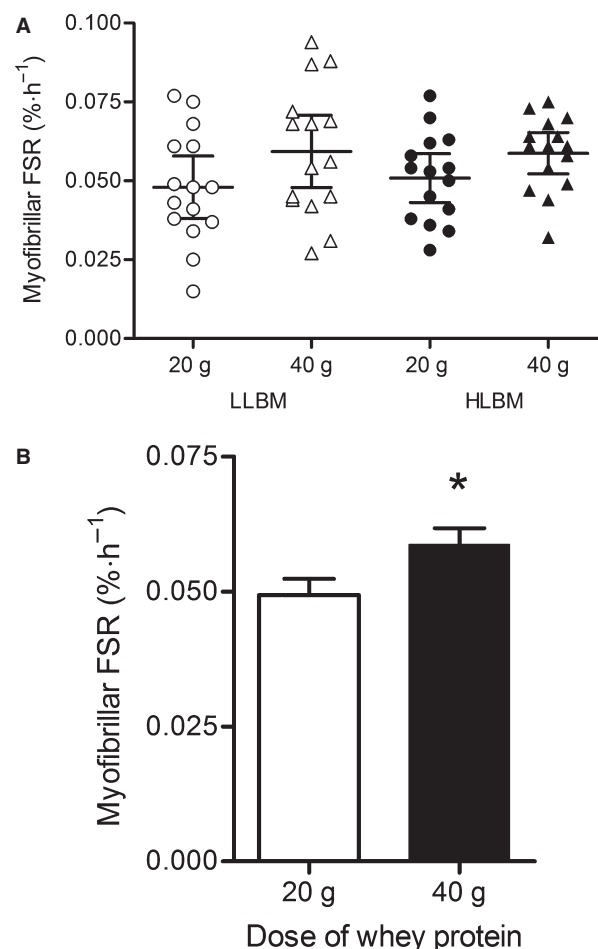 A
Myofibrillar FSR (%·h⁻¹)
0.100
0.075
0.050
0.025
0.000
20 g
40 g
20 g
40 g
LLBM
HLBM
B
Myofibrillar FSR (%·h⁻¹)
0.075
0.050
0.025
0.000
*
20 g
40 g
Dose of whey protein